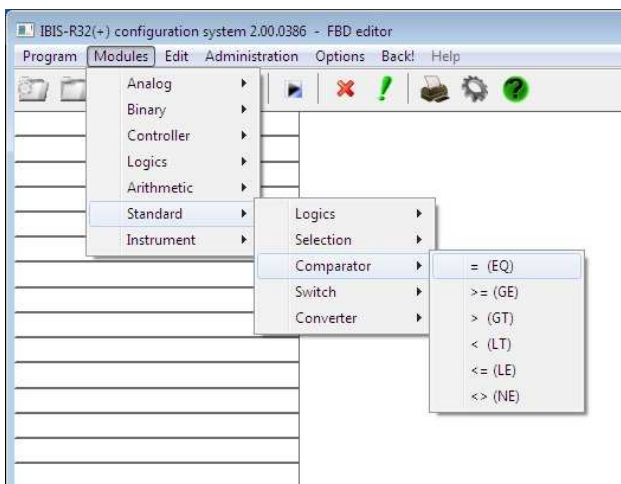 IBIS-R32(+) configuration system 2.00.0386 - FBD editor
Program Modules Edit Administration Options Back! Help
Analog
Binary
Controller
Logics
Arithmetic
Standard
Instrument
Logics
Selection
Comparator
Switch
Converter
= (EQ)
>= (GE)
> (GT)
< (LT)
<= (LE)
<> (NE)